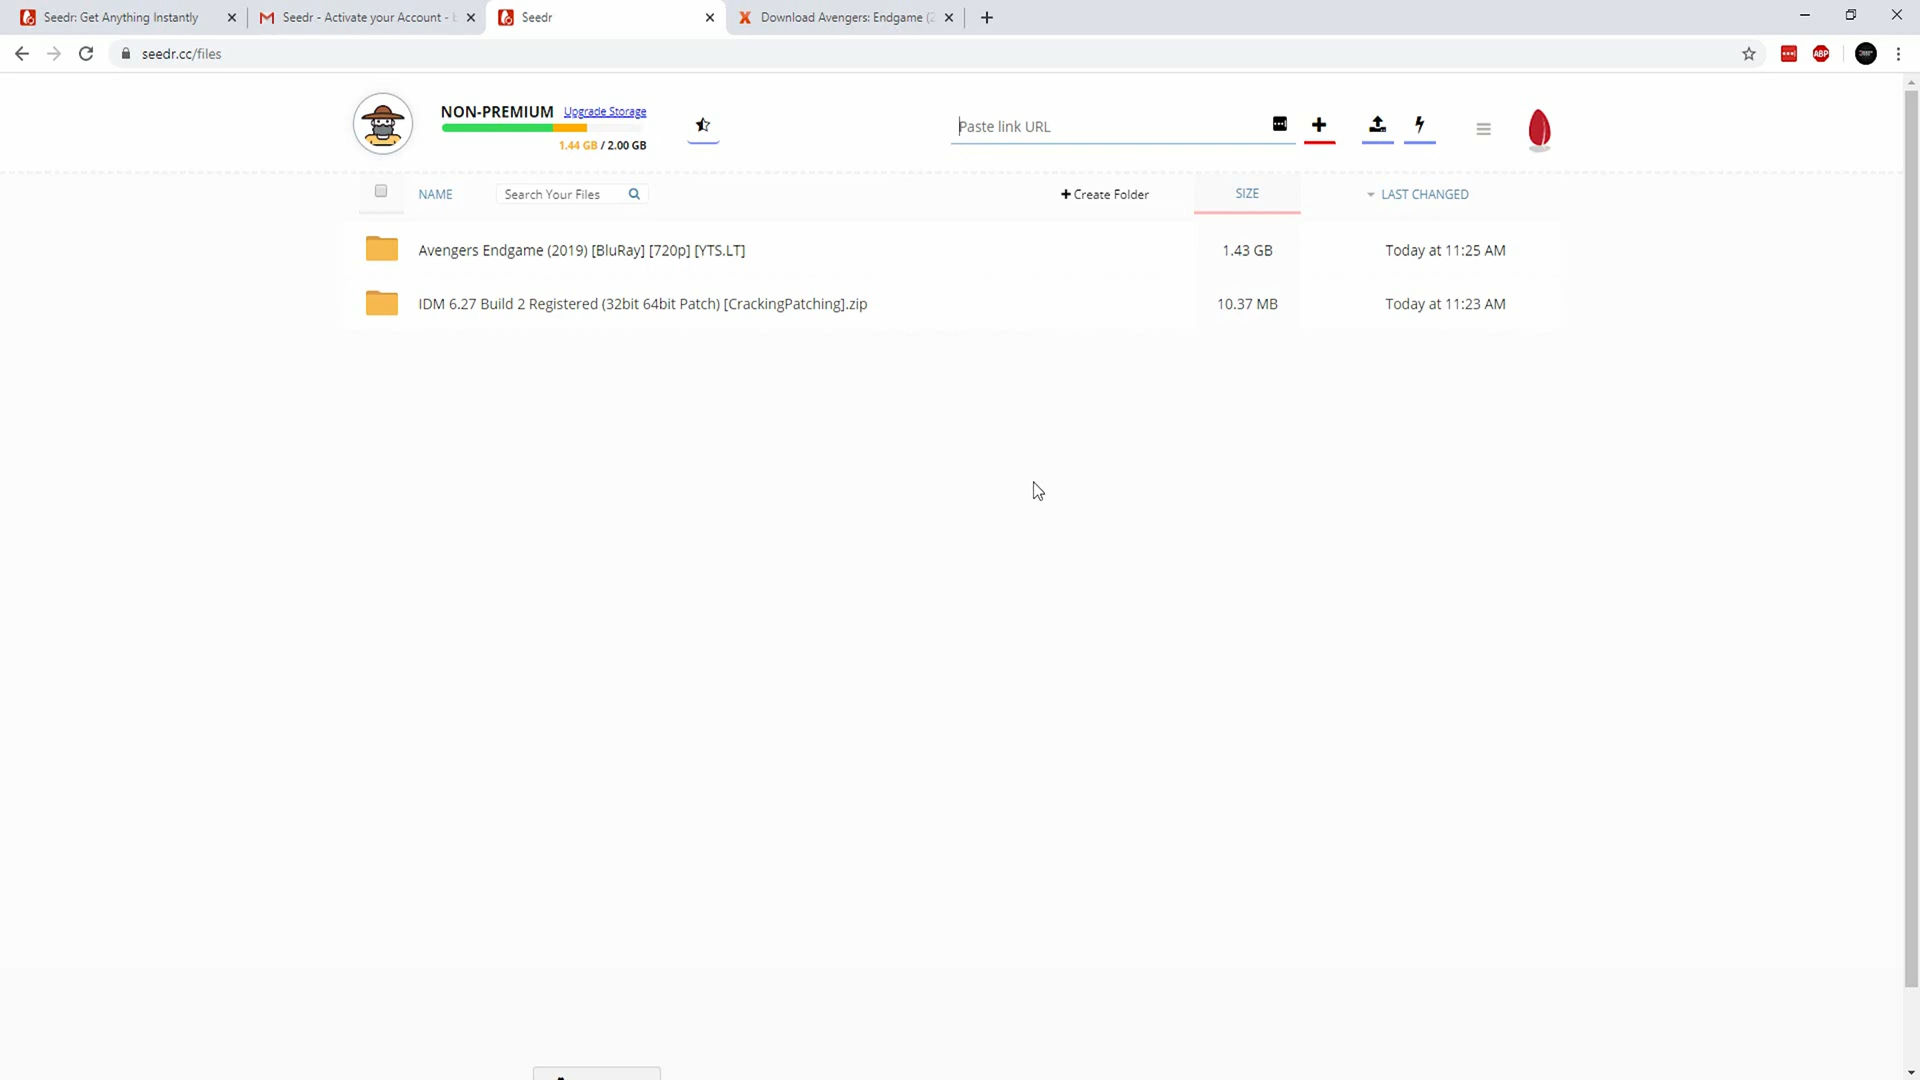 Seedr: Get Anything Instantly
Seedr - Activate your Account -
Seedr
Download Avengers: Endgame (2
seedr.cc/files
ABP
NON-PREMIUM Upgrade Storage
1.44 GB / 2.00 GB
Paste link URL
NAME
Search Your Files
Create Folder
SIZE
LAST CHANGED
Avengers Endgame (2019) [BluRay] [720p] [YTS.LT] 1.43 GB Today at 11:25 AM
IDM 6.27 Build 2 Registered (32bit 64bit Patch) [CrackingPatching].zip 10.37 MB Today at 11:23 AM